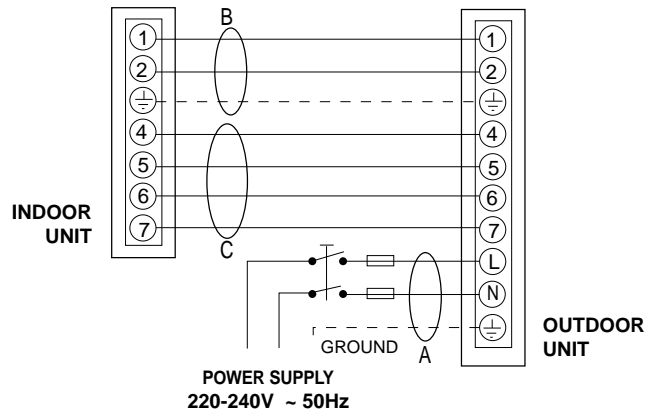 B
1 1
2 2
4 4
5 5
6 6
INDOOR
UNIT
7 7
C
L
N
GROUND
A
OUTDOOR
UNIT
POWER SUPPLY
220-240V ~ 50Hz